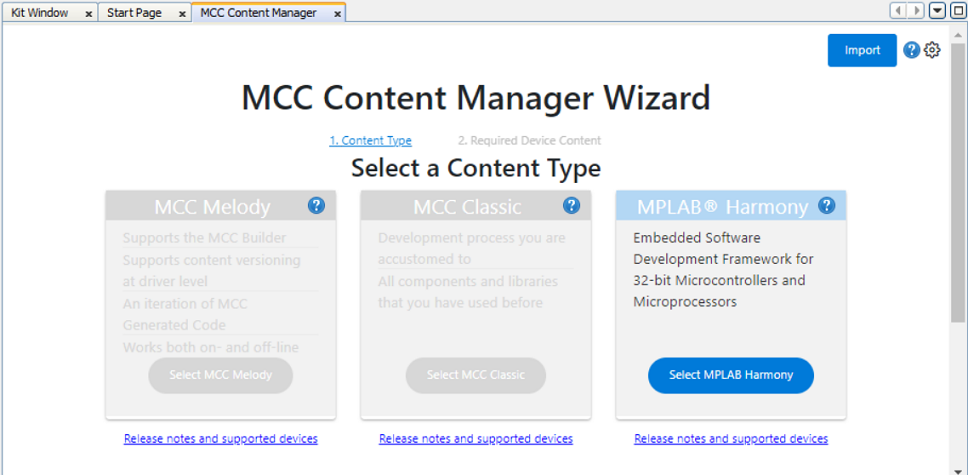 Kit Window
Start Page
MCC Content Manager
Import
MCC Content Manager Wizard
1. Content Type
2. Required Device Content
Select a Content Type
MCC Melody
Supports the MCC Builder
Supports content versioning
at driver level
An iteration of MCC
Generated Code
Works both on- and off-line
Select MCC Melody
Release notes and supported devices
MCC Classic
Development process you are
accustomed to
All components and libraries
that you have used before
Select MCC Classic
Release notes and supported devices
MPLAB® Harmony
Embedded Software
Development Framework for
32-bit Microcontrollers and
Microprocessors
Select MPLAB Harmony
Release notes and supported devices